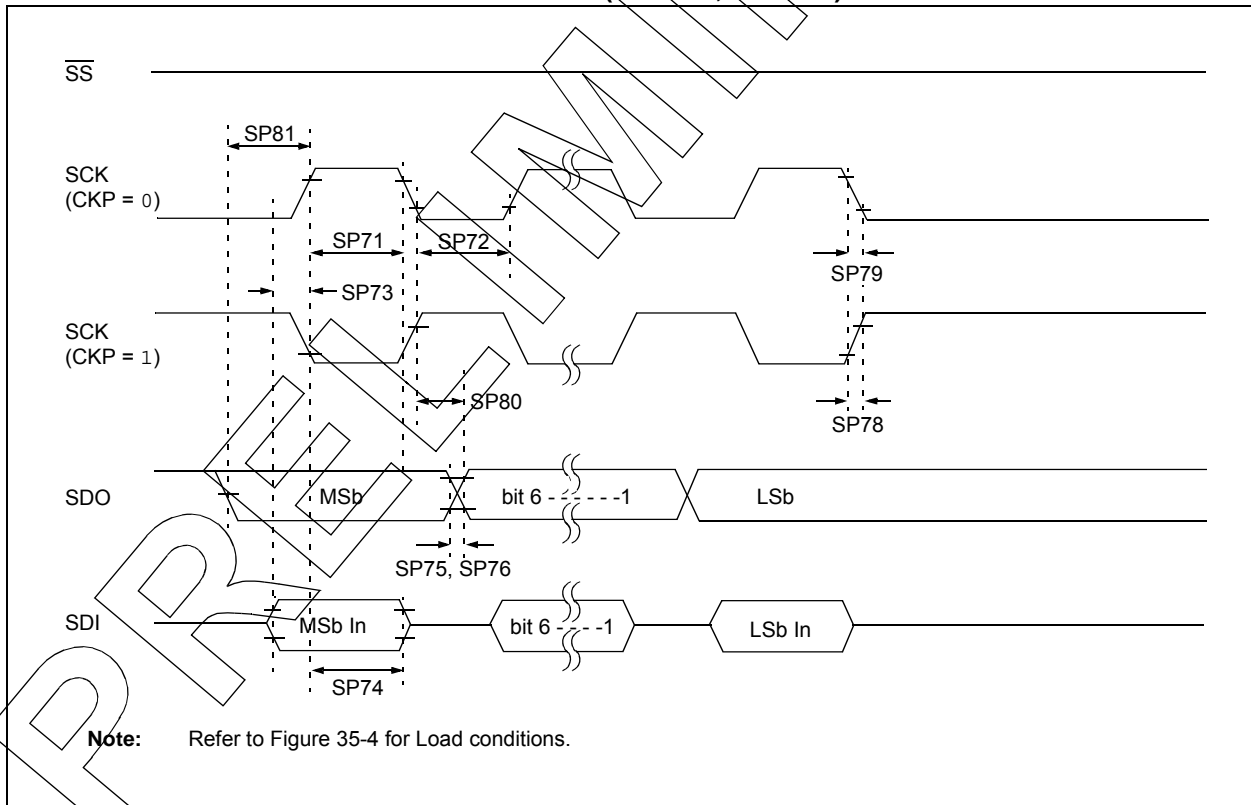 SS
SP81
SCK
(CKP = 0)
SP71
SP72
SP79
SP73
SCK
(CKP = 1)
SP80
SP78
SDO
MSb
bit 6 - - - - - -1
LSb
SP75, SP76
SDI
MSb In
bit 6 - - - -1
LSb In
SP74
Note: Refer to Figure 35-4 for Load conditions.
PRELIMI